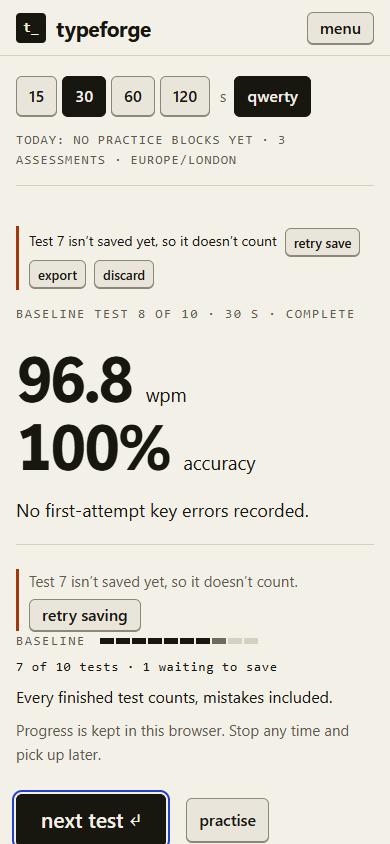 t_ typeforge menu
15 30 60 120 s qwerty
TODAY: NO PRACTICE BLOCKS YET · 3
ASSESSMENTS · EUROPE/LONDON
Test 7 isn’t saved yet, so it doesn’t count retry save
export discard
BASELINE TEST 8 OF 10 · 30 S · COMPLETE
96.8 wpm
100% accuracy
No first-attempt key errors recorded.
Test 7 isn’t saved yet, so it doesn’t count.
retry saving
BASELINE
7 of 10 tests · 1 waiting to save
Every finished test counts, mistakes included.
Progress is kept in this browser. Stop any time and
pick up later.
next test ↵ practise